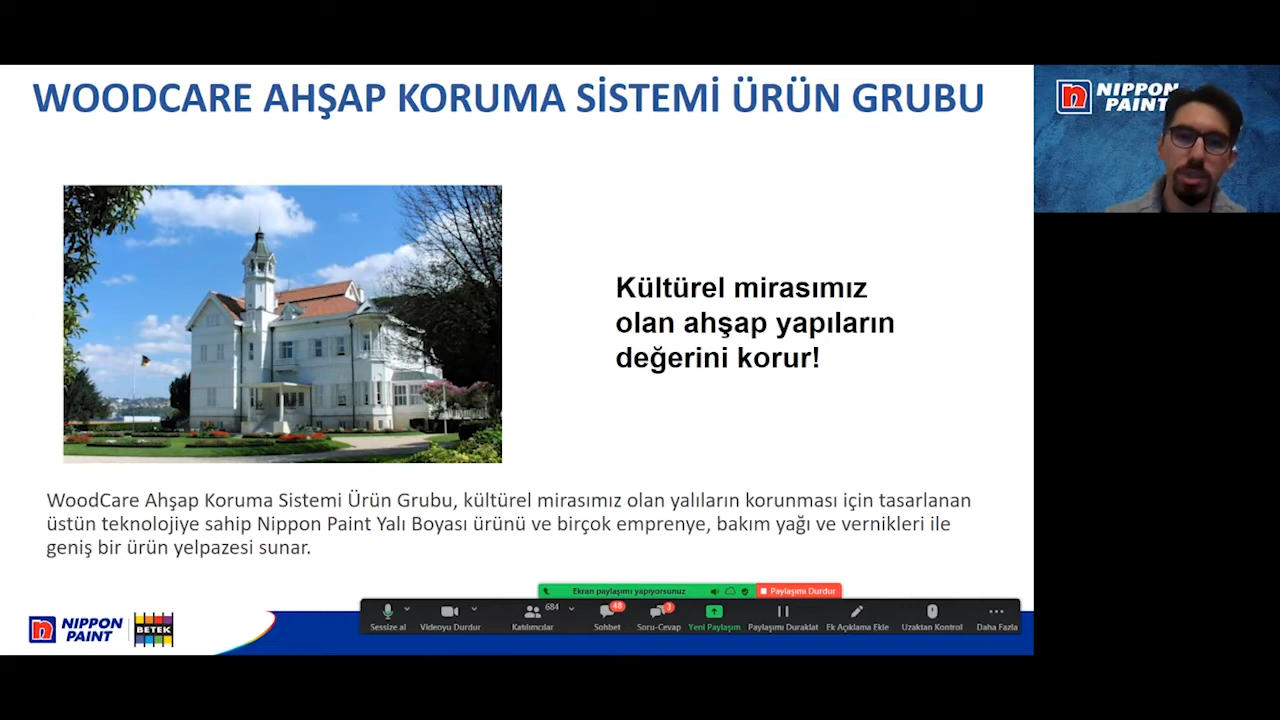 WOODCARE AHŞAP KORUMA SİSTEMİ ÜRÜN GRUBU
NIPPON
PAINT
Kültürel mirasımız
olan ahşap yapıların
değerini korur!
WoodCare Ahşap Koruma Sistemi Ürün Grubu, kültürel mirasımız olan yalıların korunması için tasarlanan
üstün teknolojiye sahip Nippon Paint Yalı Boyası ürünü ve birçok emprenye, bakım yağı ve vernikleri ile
geniş bir ürün yelpazesi sunar.
Ekran paylaşımı yapıyorsunuz Paylaşımı Durdur
684 48 3
Sessize al Videoyu Durdur Katılımcılar Sohbet Soru-Cevap Yeni Paylaşım Paylaşımı Duraklat Ek Açıklama Ekle Uzaktan Kontrol Daha Fazla
n NIPPON
PAINT
BETEK